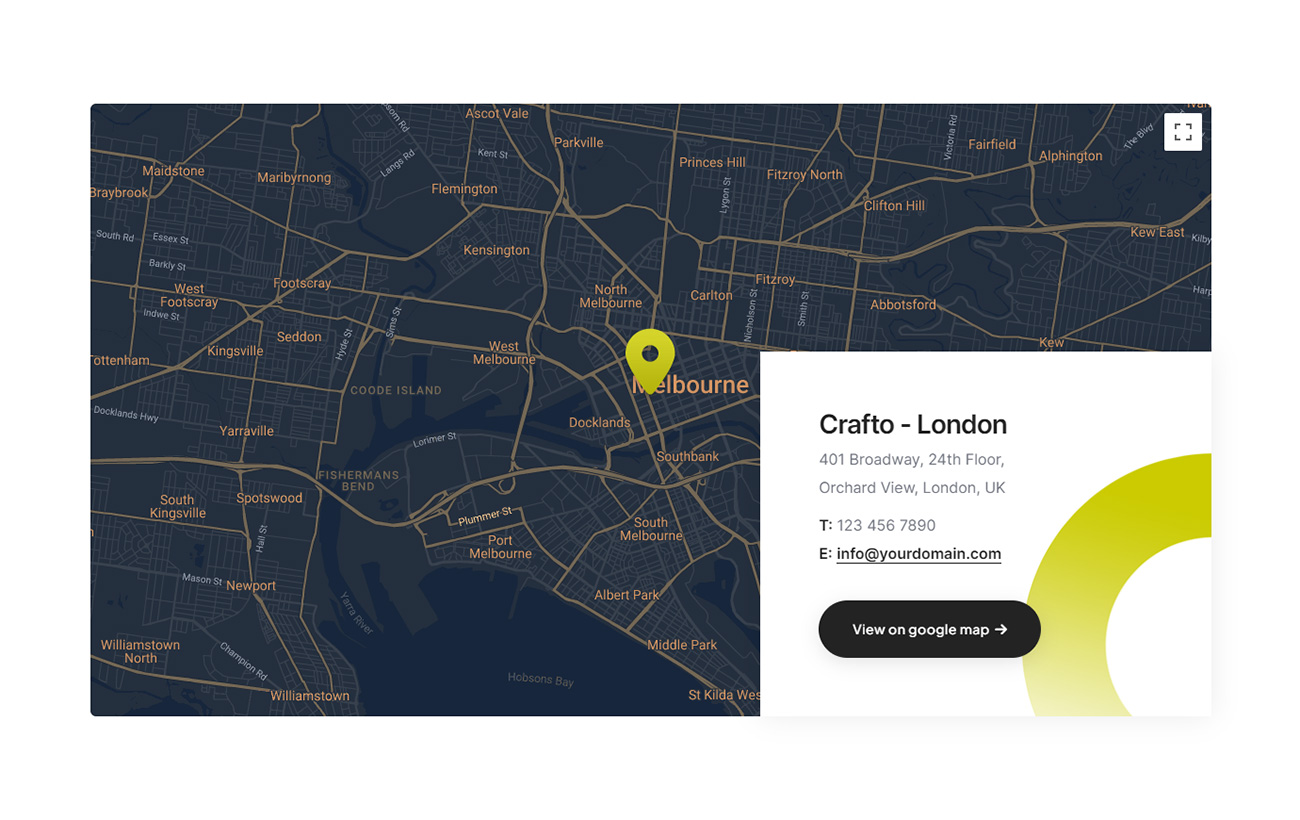 Ascot Vale
Parkville
Kent St
Langs Rd
Victoria Rd
The Blvd
Fairfield
Alphington
Princes Hill
Fitzroy North
Maidstone
Maribyrnong
Flemington
Braybrook
Lygon St
Clifton Hill
South Rd
Essex St
Kensington
Kew East
Kilby
Barkly St
Footscray
West
Footscray
North
Melbourne
Carlton
Fitzroy
Abbotsford
Harp
Indwe St
Sims St
Nicholson St
Smith St
Seddon
Hyde St
Kingsville
West
Melbourne
Kew
Tottenham
Melbourne
COODE ISLAND
Docklands Hwy
Docklands
Yarraville
Lorimer St
Southbank
FISHERMANS
BEND
South
Kingsville
Spotswood
Plummer St
South
Melbourne
Hall St
Port
Melbourne
Mason St
Newport
Albert Park
Yarra River
Williamstown
North
Champion Rd
Middle Park
Hobsons Bay
Williamstown
St Kilda Wes
Crafto - London
401 Broadway, 24th Floor,
Orchard View, London, UK
T: 123 456 7890
E: info@yourdomain.com
View on google map →